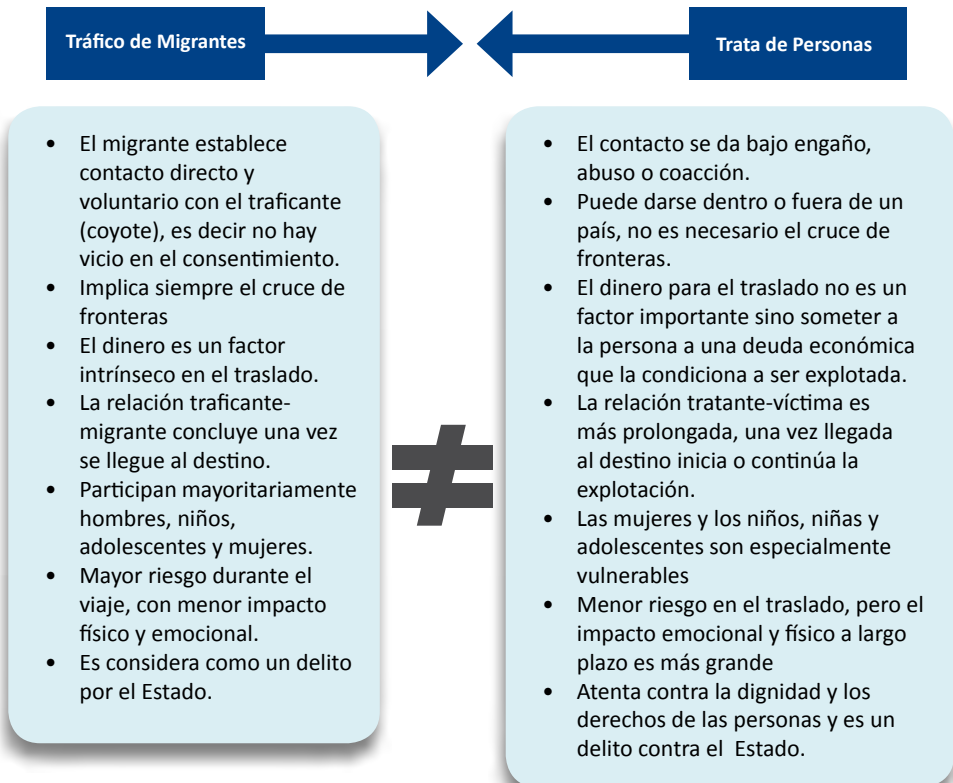 Tráfico de Migrantes
Trata de Personas
• El migrante establece
contacto directo y
voluntario con el traficante
(coyote), es decir no hay
vicio en el consentimiento.
• Implica siempre el cruce de
fronteras
• El dinero es un factor
intrínseco en el traslado.
• La relación traficante-
migrante concluye una vez
se llegue al destino.
• Participan mayoritariamente
hombres, niños,
adolescentes y mujeres.
• Mayor riesgo durante el
viaje, con menor impacto
físico y emocional.
• Es considera como un delito
por el Estado.
≠
• El contacto se da bajo engaño,
abuso o coacción.
• Puede darse dentro o fuera de un
país, no es necesario el cruce de
fronteras.
• El dinero para el traslado no es un
factor importante sino someter a
la persona a una deuda económica
que la condiciona a ser explotada.
• La relación tratante-víctima es
más prolongada, una vez llegada
al destino inicia o continúa la
explotación.
• Las mujeres y los niños, niñas y
adolescentes son especialmente
vulnerables
• Menor riesgo en el traslado, pero el
impacto emocional y físico a largo
plazo es más grande
• Atenta contra la dignidad y los
derechos de las personas y es un
delito contra el Estado.